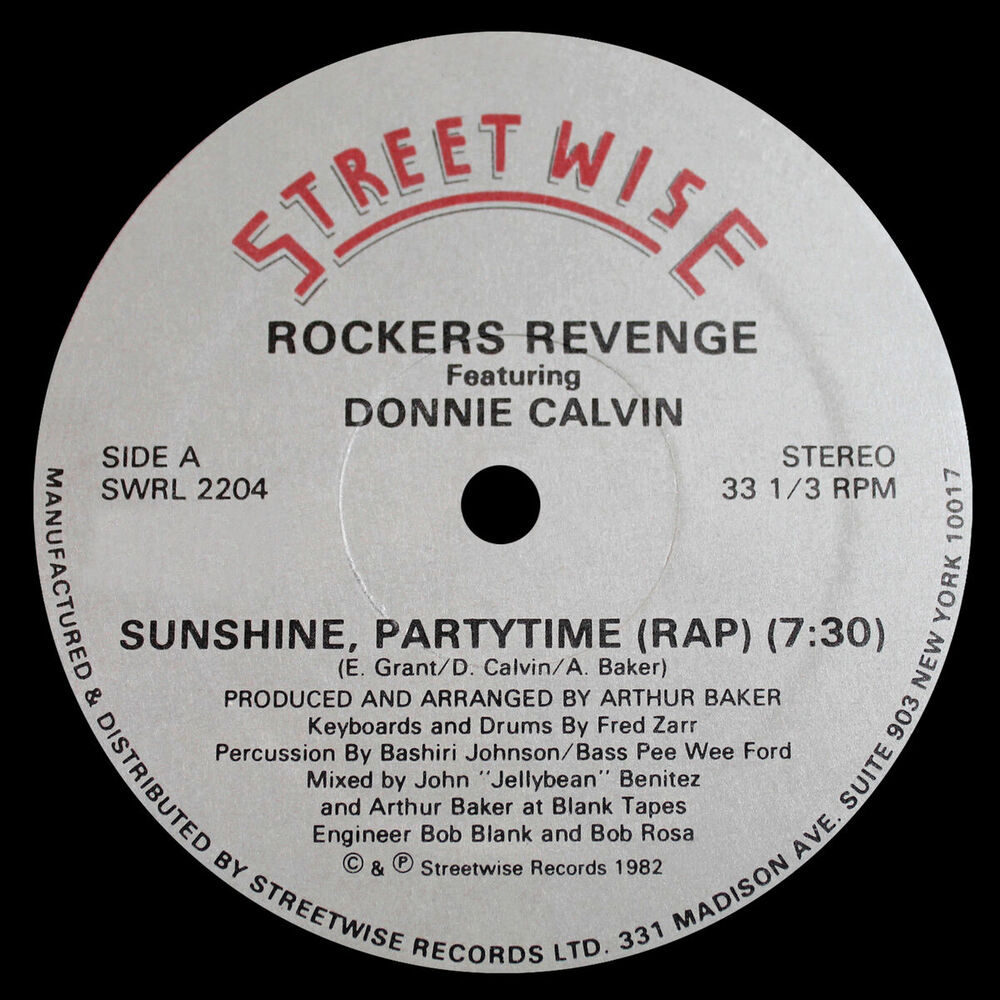 STREET WISE
ROCKERS REVENGE
Featuring
DONNIE CALVIN
SIDE A
SWRL 2204
STEREO
33 1/3 RPM
SUNSHINE, PARTYTIME (RAP) (7:30)
(E. Grant/D. Calvin/A. Baker)
PRODUCED AND ARRANGED BY ARTHUR BAKER
Keyboards and Drums By Fred Zarr
Percussion By Bashiri Johnson/Bass Pee Wee Ford
Mixed by John "Jellybean" Benitez
and Arthur Baker at Blank Tapes
Engineer Bob Blank and Bob Rosa
© & ℗ Streetwise Records 1982
MANUFACTURED & DISTRIBUTED BY STREETWISE RECORDS LTD. 331 MADISON AVE. SUITE 903 NEW YORK 10017